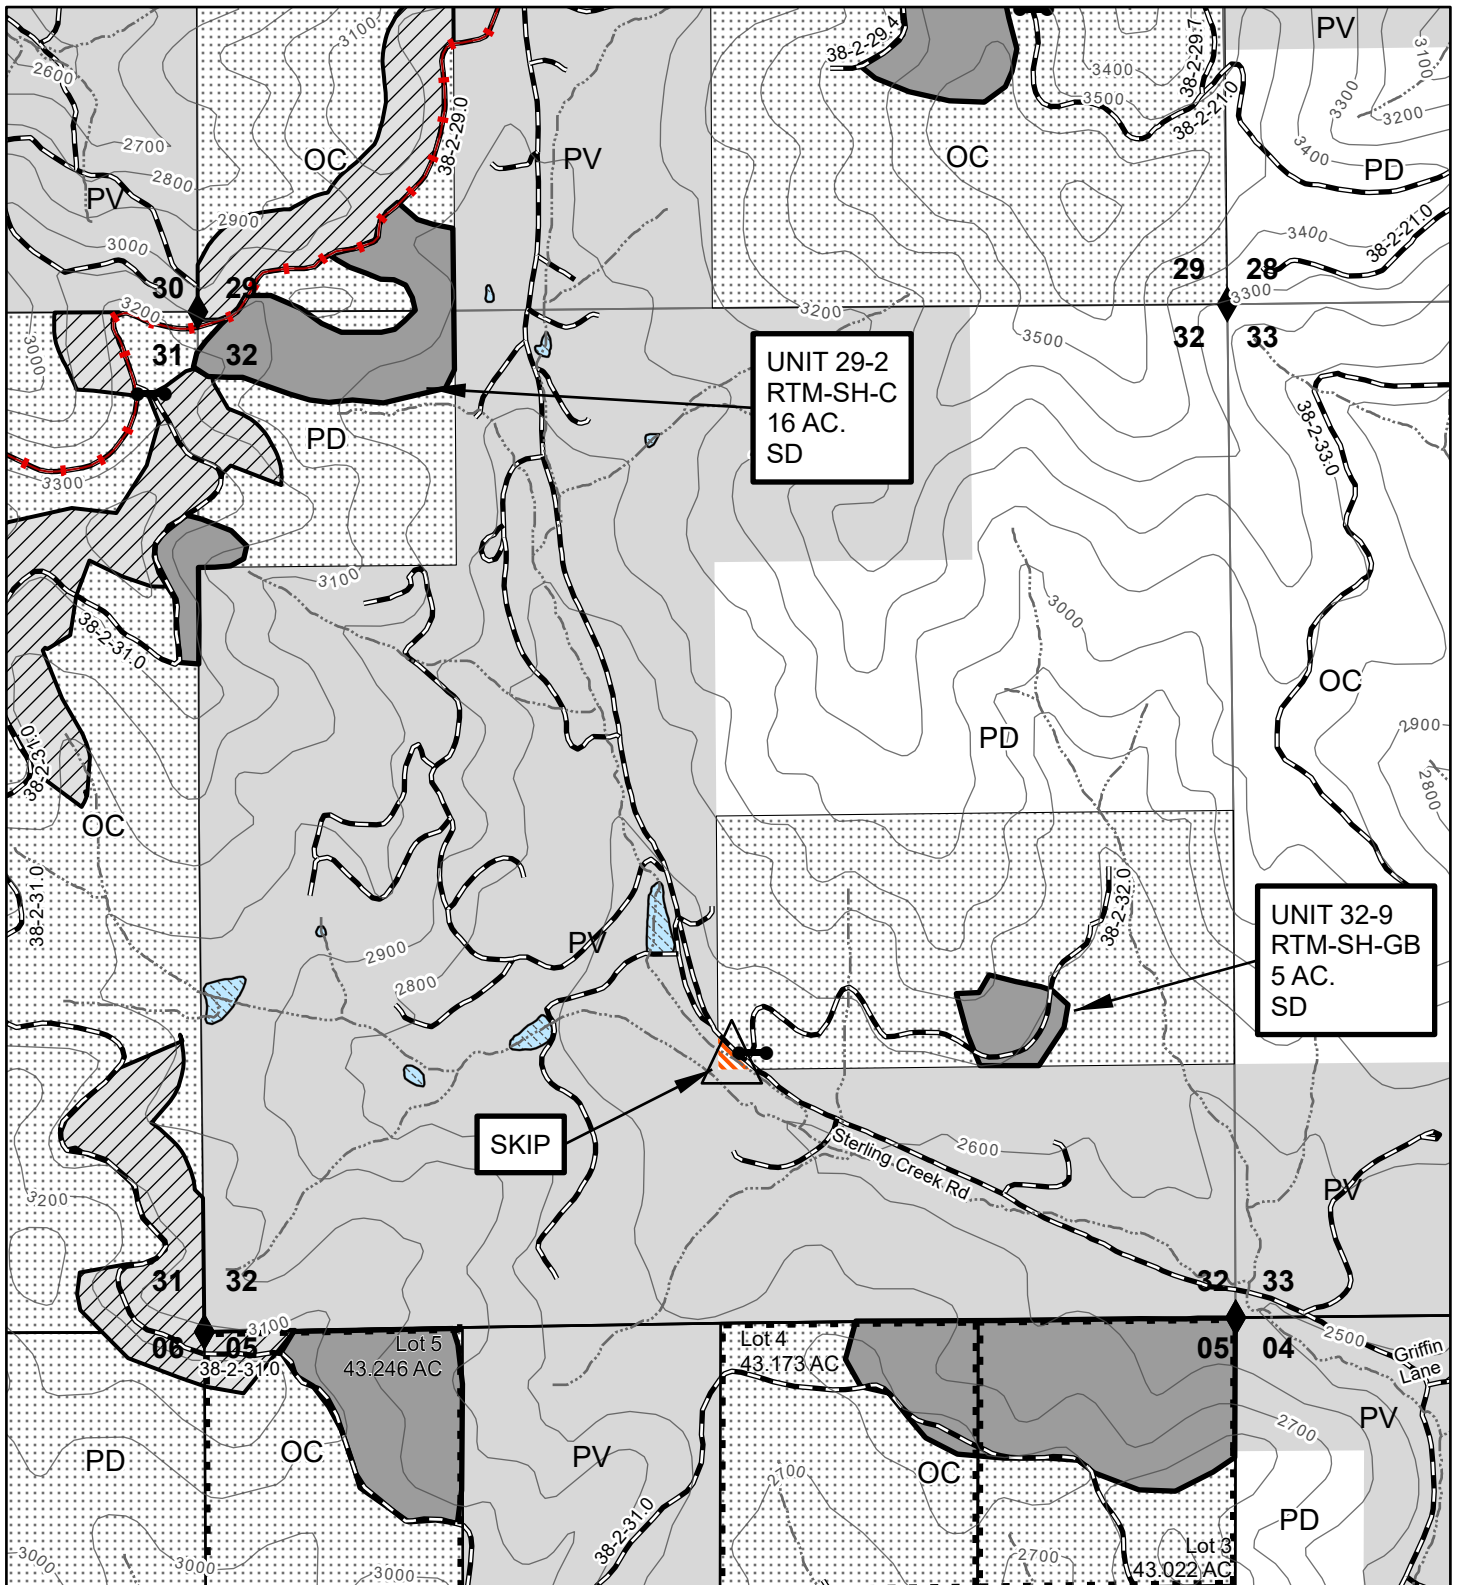 3100
38-2-29.4
38-2-29.7
PV
3100
2600
3400
3500
3300
3200
38-2-21.0
3400
38-2-29.0
2700
OC
PV
OC
PD
2800
PV
2900
3000
3400
38-2-21.0
30
29
29
28
3300
3200
3200
31
32
3000
32
33
3500
UNIT 29-2
RTM-SH-C
16 AC.
SD
38-2-33.0
PD
3300
3100
3000
38-2-31.0
OC
PD
2900
38-2-31.0
2800
OC
38-2-31.0
38-2-32.0
UNIT 32-9
RTM-SH-GB
5 AC.
SD
PV
2900
2800
SKIP
2600
Sterling Creek Rd
3200
PV
31
32
32
33
3100
06
05
Lot 5
43.246 AC
38-2-31.0
Lot 4
43.173 AC
05
04
2500
Griffin
Lane
2700
PV
PD
OC
PV
OC
2700
38-2-31.0
PD
3000
3000
3000
2700
Lot 3
43.022 AC